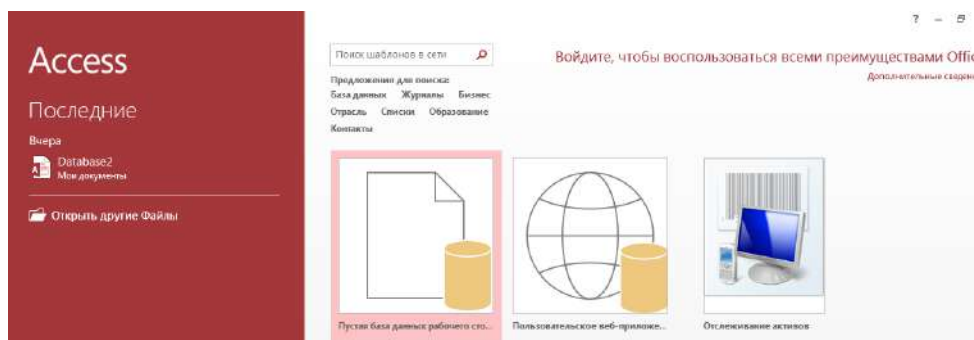 Access
Последние
Вчера
Database2
Мои документы
Открыть другие Файлы
? –
Поиск шаблонов в сети
Предложения для поиска:
База данных Журналы Бизнес
Отрасль Списки Образование
Контакты
Войдите, чтобы воспользоваться всеми преимуществами Offic
Дополнительные сведен
Пустая база данных рабочего сто...
Пользовательское веб-приложе...
Отслеживание активов